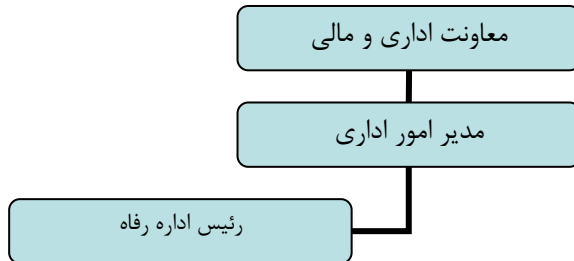 معاونت اداری و مالی
مدیر امور اداری
رئیس اداره رفاه